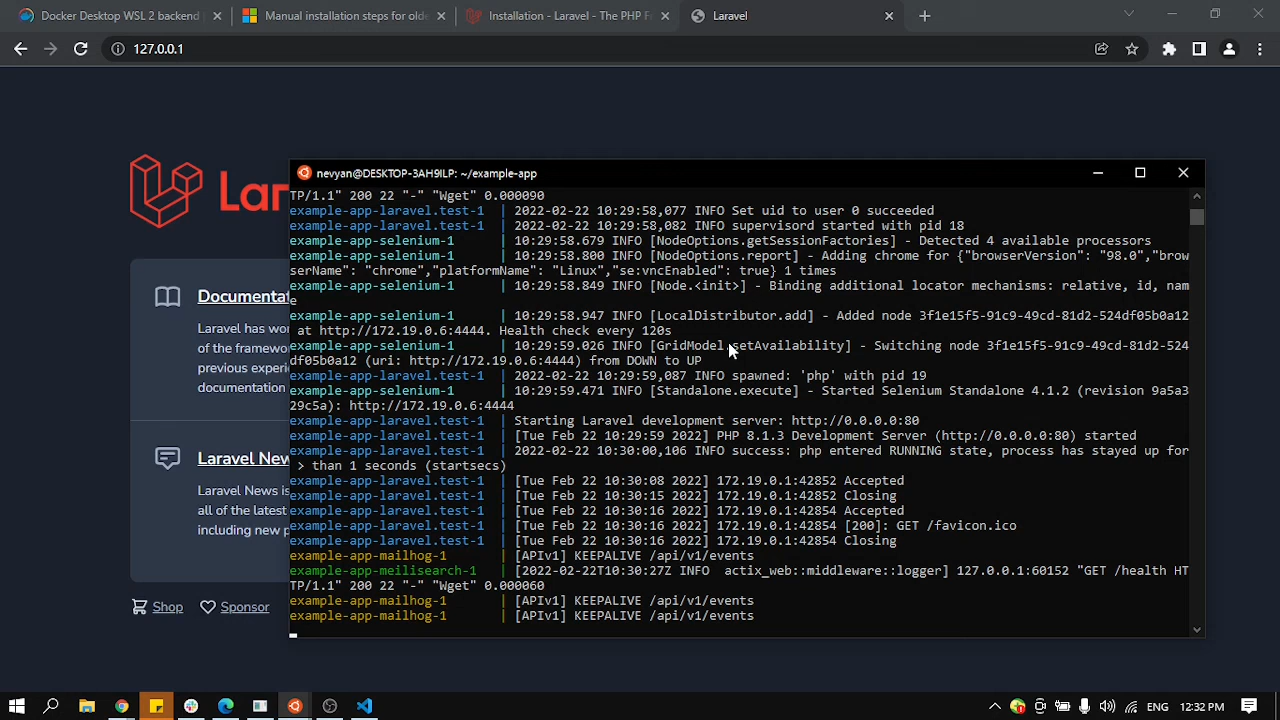 Docker Desktop WSL 2 backend
Manual installation steps for olde
Installation - Laravel - The PHP F
Laravel
127.0.0.1
Lar
nevyan@DESKTOP-3AH9ILP: ~/example-app
TP/1.1" 200 22 "-" "Wget" 0.000090
example-app-laravel.test-1 | 2022-02-22 10:29:58,077 INFO Set uid to user 0 succeeded
example-app-laravel.test-1 | 2022-02-22 10:29:58,082 INFO supervisord started with pid 18
example-app-selenium-1 | 10:29:58.679 INFO [NodeOptions.getSessionFactories] - Detected 4 available processors
example-app-selenium-1 | 10:29:58.800 INFO [NodeOptions.report] - Adding chrome for {"browserVersion": "98.0","brow
serName": "chrome","platformName": "Linux","se:vncEnabled": true} 1 times
example-app-selenium-1 | 10:29:58.849 INFO [Node.<init>] - Binding additional locator mechanisms: relative, id, nam
e
example-app-selenium-1 | 10:29:58.947 INFO [LocalDistributor.add] - Added node 3f1e15f5-91c9-49cd-81d2-524df05b0a12
at http://172.19.0.6:4444. Health check every 120s
example-app-selenium-1 | 10:29:59.026 INFO [GridModel.setAvailability] - Switching node 3f1e15f5-91c9-49cd-81d2-524
df05b0a12 (uri: http://172.19.0.6:4444) from DOWN to UP
example-app-laravel.test-1 | 2022-02-22 10:29:59,087 INFO spawned: 'php' with pid 19
example-app-selenium-1 | 10:29:59.471 INFO [Standalone.execute] - Started Selenium Standalone 4.1.2 (revision 9a5a3
29c5a): http://172.19.0.6:4444
example-app-laravel.test-1 | Starting Laravel development server: http://0.0.0.0:80
example-app-laravel.test-1 | [Tue Feb 22 10:29:59 2022] PHP 8.1.3 Development Server (http://0.0.0.0:80) started
example-app-laravel.test-1 | 2022-02-22 10:30:00,106 INFO success: php entered RUNNING state, process has stayed up for
> than 1 seconds (startsecs)
example-app-laravel.test-1 | [Tue Feb 22 10:30:08 2022] 172.19.0.1:42852 Accepted
example-app-laravel.test-1 | [Tue Feb 22 10:30:15 2022] 172.19.0.1:42852 Closing
example-app-laravel.test-1 | [Tue Feb 22 10:30:16 2022] 172.19.0.1:42854 Accepted
example-app-laravel.test-1 | [Tue Feb 22 10:30:16 2022] 172.19.0.1:42854 [200]: GET /favicon.ico
example-app-laravel.test-1 | [Tue Feb 22 10:30:16 2022] 172.19.0.1:42854 Closing
example-app-mailhog-1 | [APIv1] KEEPALIVE /api/v1/events
example-app-meilisearch-1 | [2022-02-22T10:30:27Z INFO  actix_web::middleware::logger] 127.0.0.1:60152 "GET /health HT
TP/1.1" 200 22 "-" "Wget" 0.000060
example-app-mailhog-1 | [APIv1] KEEPALIVE /api/v1/events
example-app-mailhog-1 | [APIv1] KEEPALIVE /api/v1/events
Documentat
Laravel has wo
of the framewo
previous experi
documentation
Laravel New
Laravel News is
all of the latest
including new p
Shop
Sponsor
ENG
12:32 PM